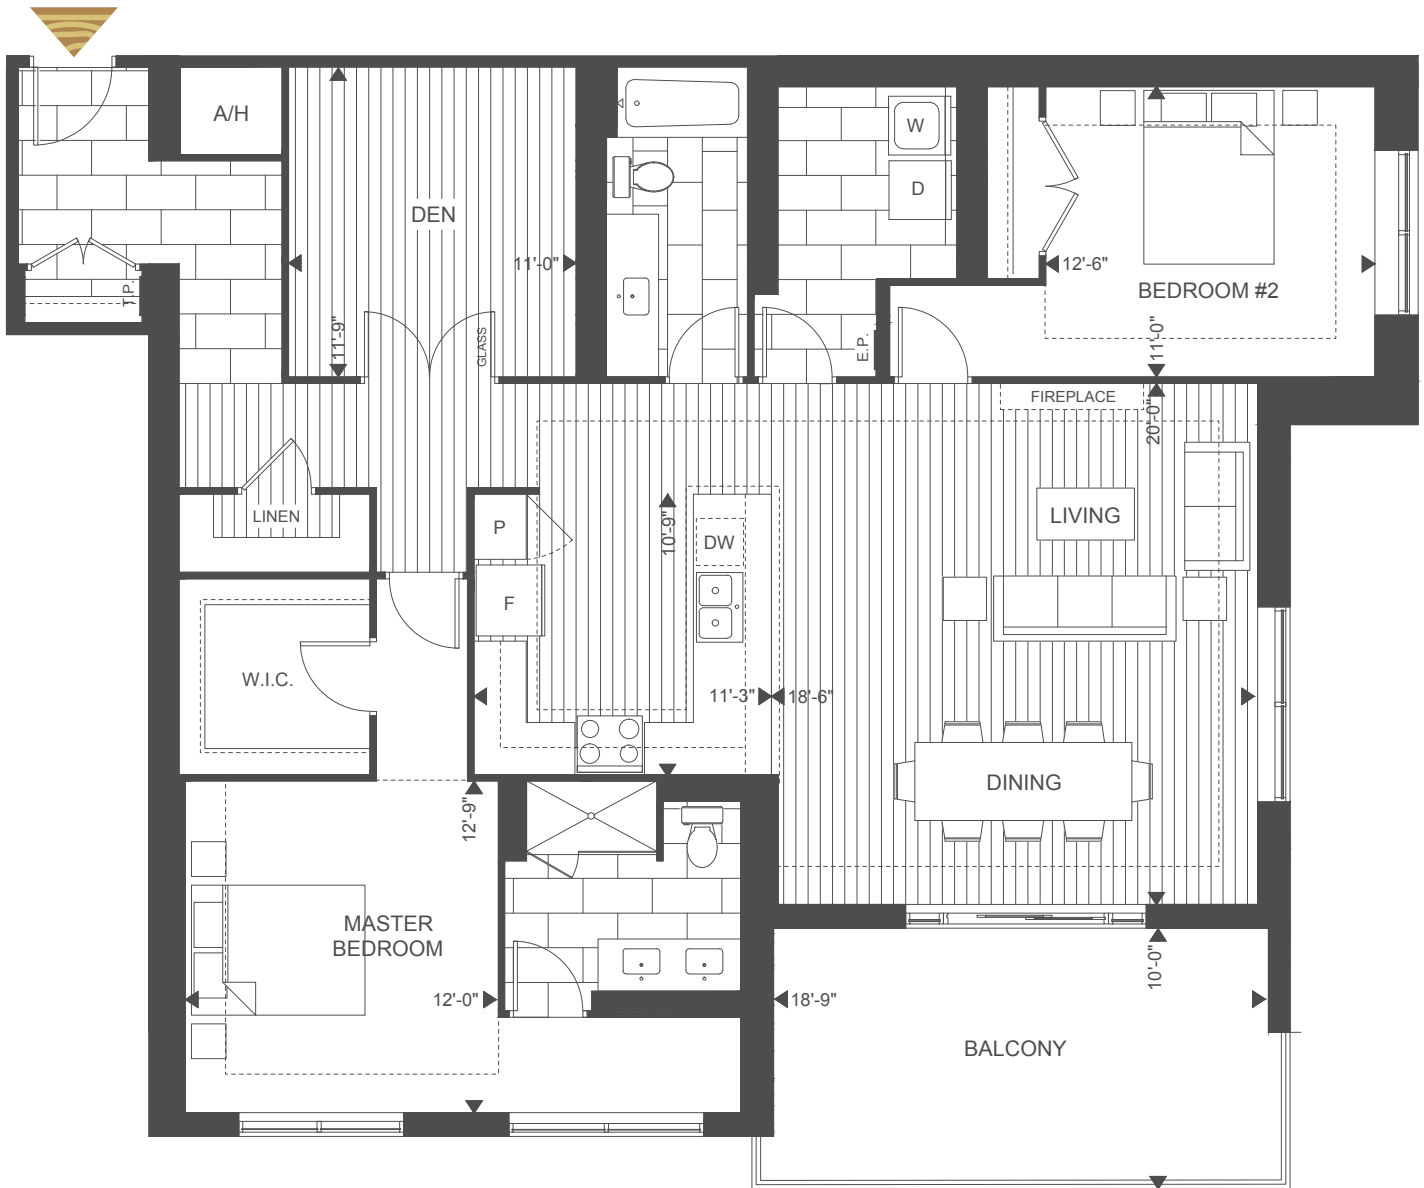 A/H
DEN
11'-0"
11'-9"
GLASS
T.P.
W
D
E.P.
12'-6"
BEDROOM #2
11'-0"
FIREPLACE
20'-0"
LINEN
P
F
10'-9"
DW
LIVING
W.I.C.
11'-3"
18'-6"
DINING
12'-9"
MASTER
BEDROOM
12'-0"
18'-9"
10'-0"
BALCONY